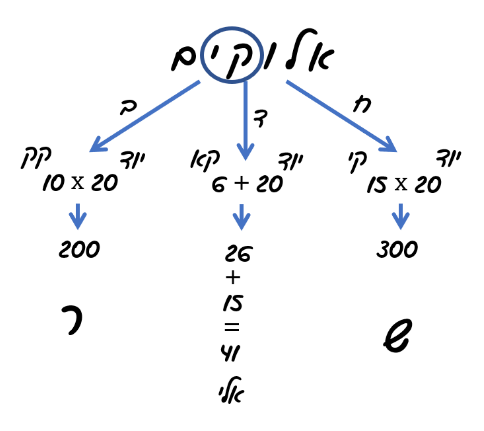 אלוקים
ח ד ב
יוד קי יוד קא יוד קק
15 x 20
6 + 20
10 x 20
300
26
200
+
15
=
41
ש
ר
אלי